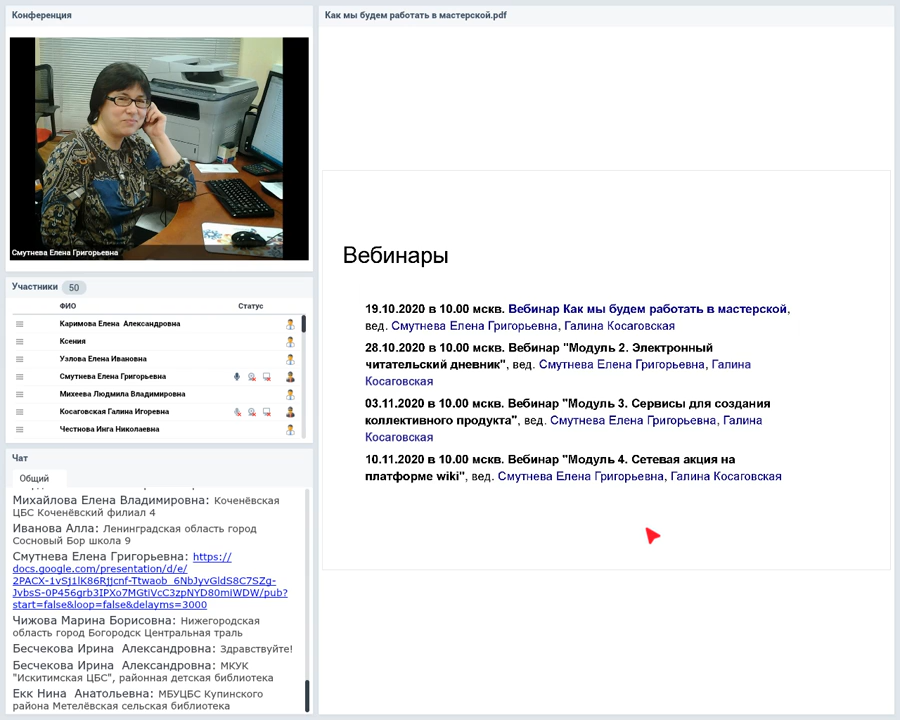 Конференция
Смутнева Елена Григорьевна
Участники 50
ФИО Статус
Каримова Елена Александровна
Ксения
Узлова Елена Ивановна
Смутнева Елена Григорьевна
Михеева Людмила Владимировна
Косаговская Галина Игоревна
Честнова Инга Николаевна
Чат
Общий
Михайлова Елена Владимировна: Коченёвская
ЦБС Коченёвский филиал 4
Иванова Алла: Ленинградская область город
Сосновый Бор школа 9
Смутнева Елена Григорьевна: https://
docs.google.com/presentation/d/e/
2PACX-1vSj1lK86Rjjcnf-Ttwaob_6NbJyvGldS8C7SZg-
JvbsS-0P456grb3IPXo7MGtiVcC3zpNYD80miWDW/pub?
start=false&loop=false&delayms=3000
Чижова Марина Борисовна: Нижегородская
область город Богородск Центральная траль
Бесчекова Ирина Александровна: Здравствуйте!
Бесчекова Ирина Александровна: МКУК
"Искитимская ЦБС", районная детская библиотека
Екк Нина Анатольевна: МБУЦБС Купинского
района Метелёвская сельская библиотека
Как мы будем работать в мастерской.pdf
Вебинары
19.10.2020 в 10.00 мскв. Вебинар Как мы будем работать в мастерской,
вед. Смутнева Елена Григорьевна, Галина Косаговская
28.10.2020 в 10.00 мскв. Вебинар "Модуль 2. Электронный
читательский дневник", вед. Смутнева Елена Григорьевна, Галина
Косаговская
03.11.2020 в 10.00 мскв. Вебинар "Модуль 3. Сервисы для создания
коллективного продукта", вед. Смутнева Елена Григорьевна, Галина
Косаговская
10.11.2020 в 10.00 мскв. Вебинар "Модуль 4. Сетевая акция на
платформе wiki", вед. Смутнева Елена Григорьевна, Галина Косаговская